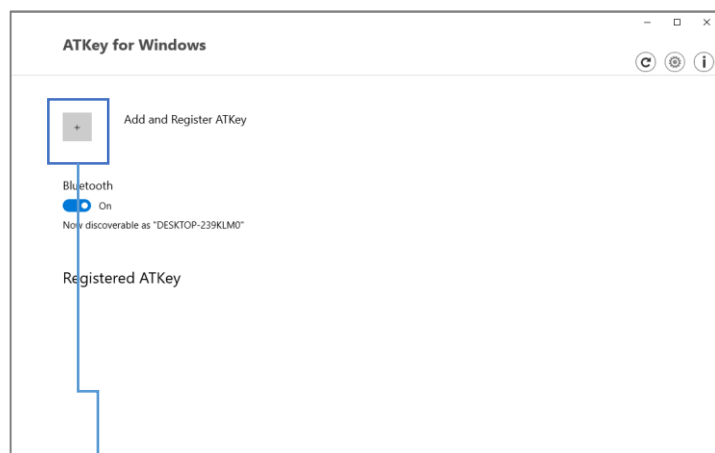 ATKey for Windows
+ Add and Register ATKey
Bluetooth
On
Now discoverable as "DESKTOP-239KLM0"
Registered ATKey